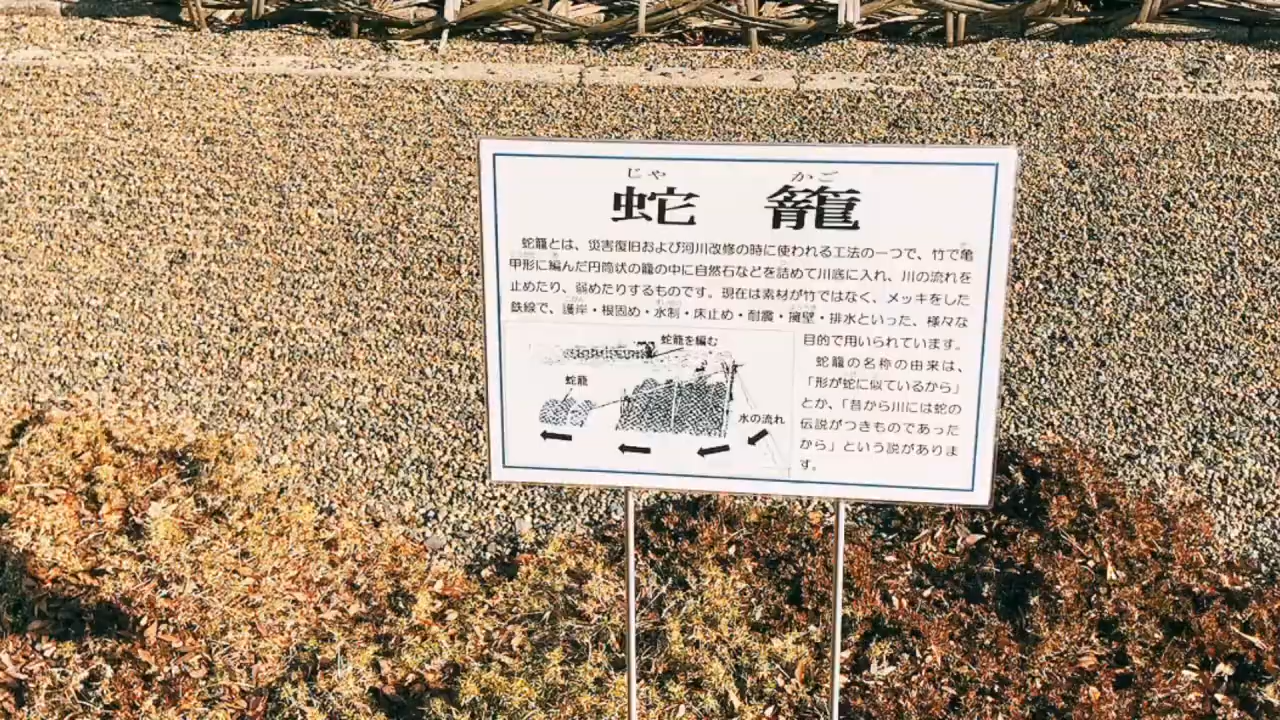 じゃ かご
蛇 籠
蛇籠とは、災害復旧および河川改修の時に使われる工法の一つで、竹で亀
甲形に編んだ円筒状の籠の中に自然石などを詰めて川底に入れ、川の流れを
止めたり、弱めたりするものです。現在は素材が竹ではなく、メッキをした
鉄線で、護岸・根固め・水制・床止め・耐震・擁壁・排水といった、様々な
目的で用いられています。
蛇籠の名称の由来は、
「形が蛇に似ているから」
とか、「昔から川には蛇の
伝説がつきものであった
から」という説がありま
す。
蛇籠を編む
蛇籠
水の流れ